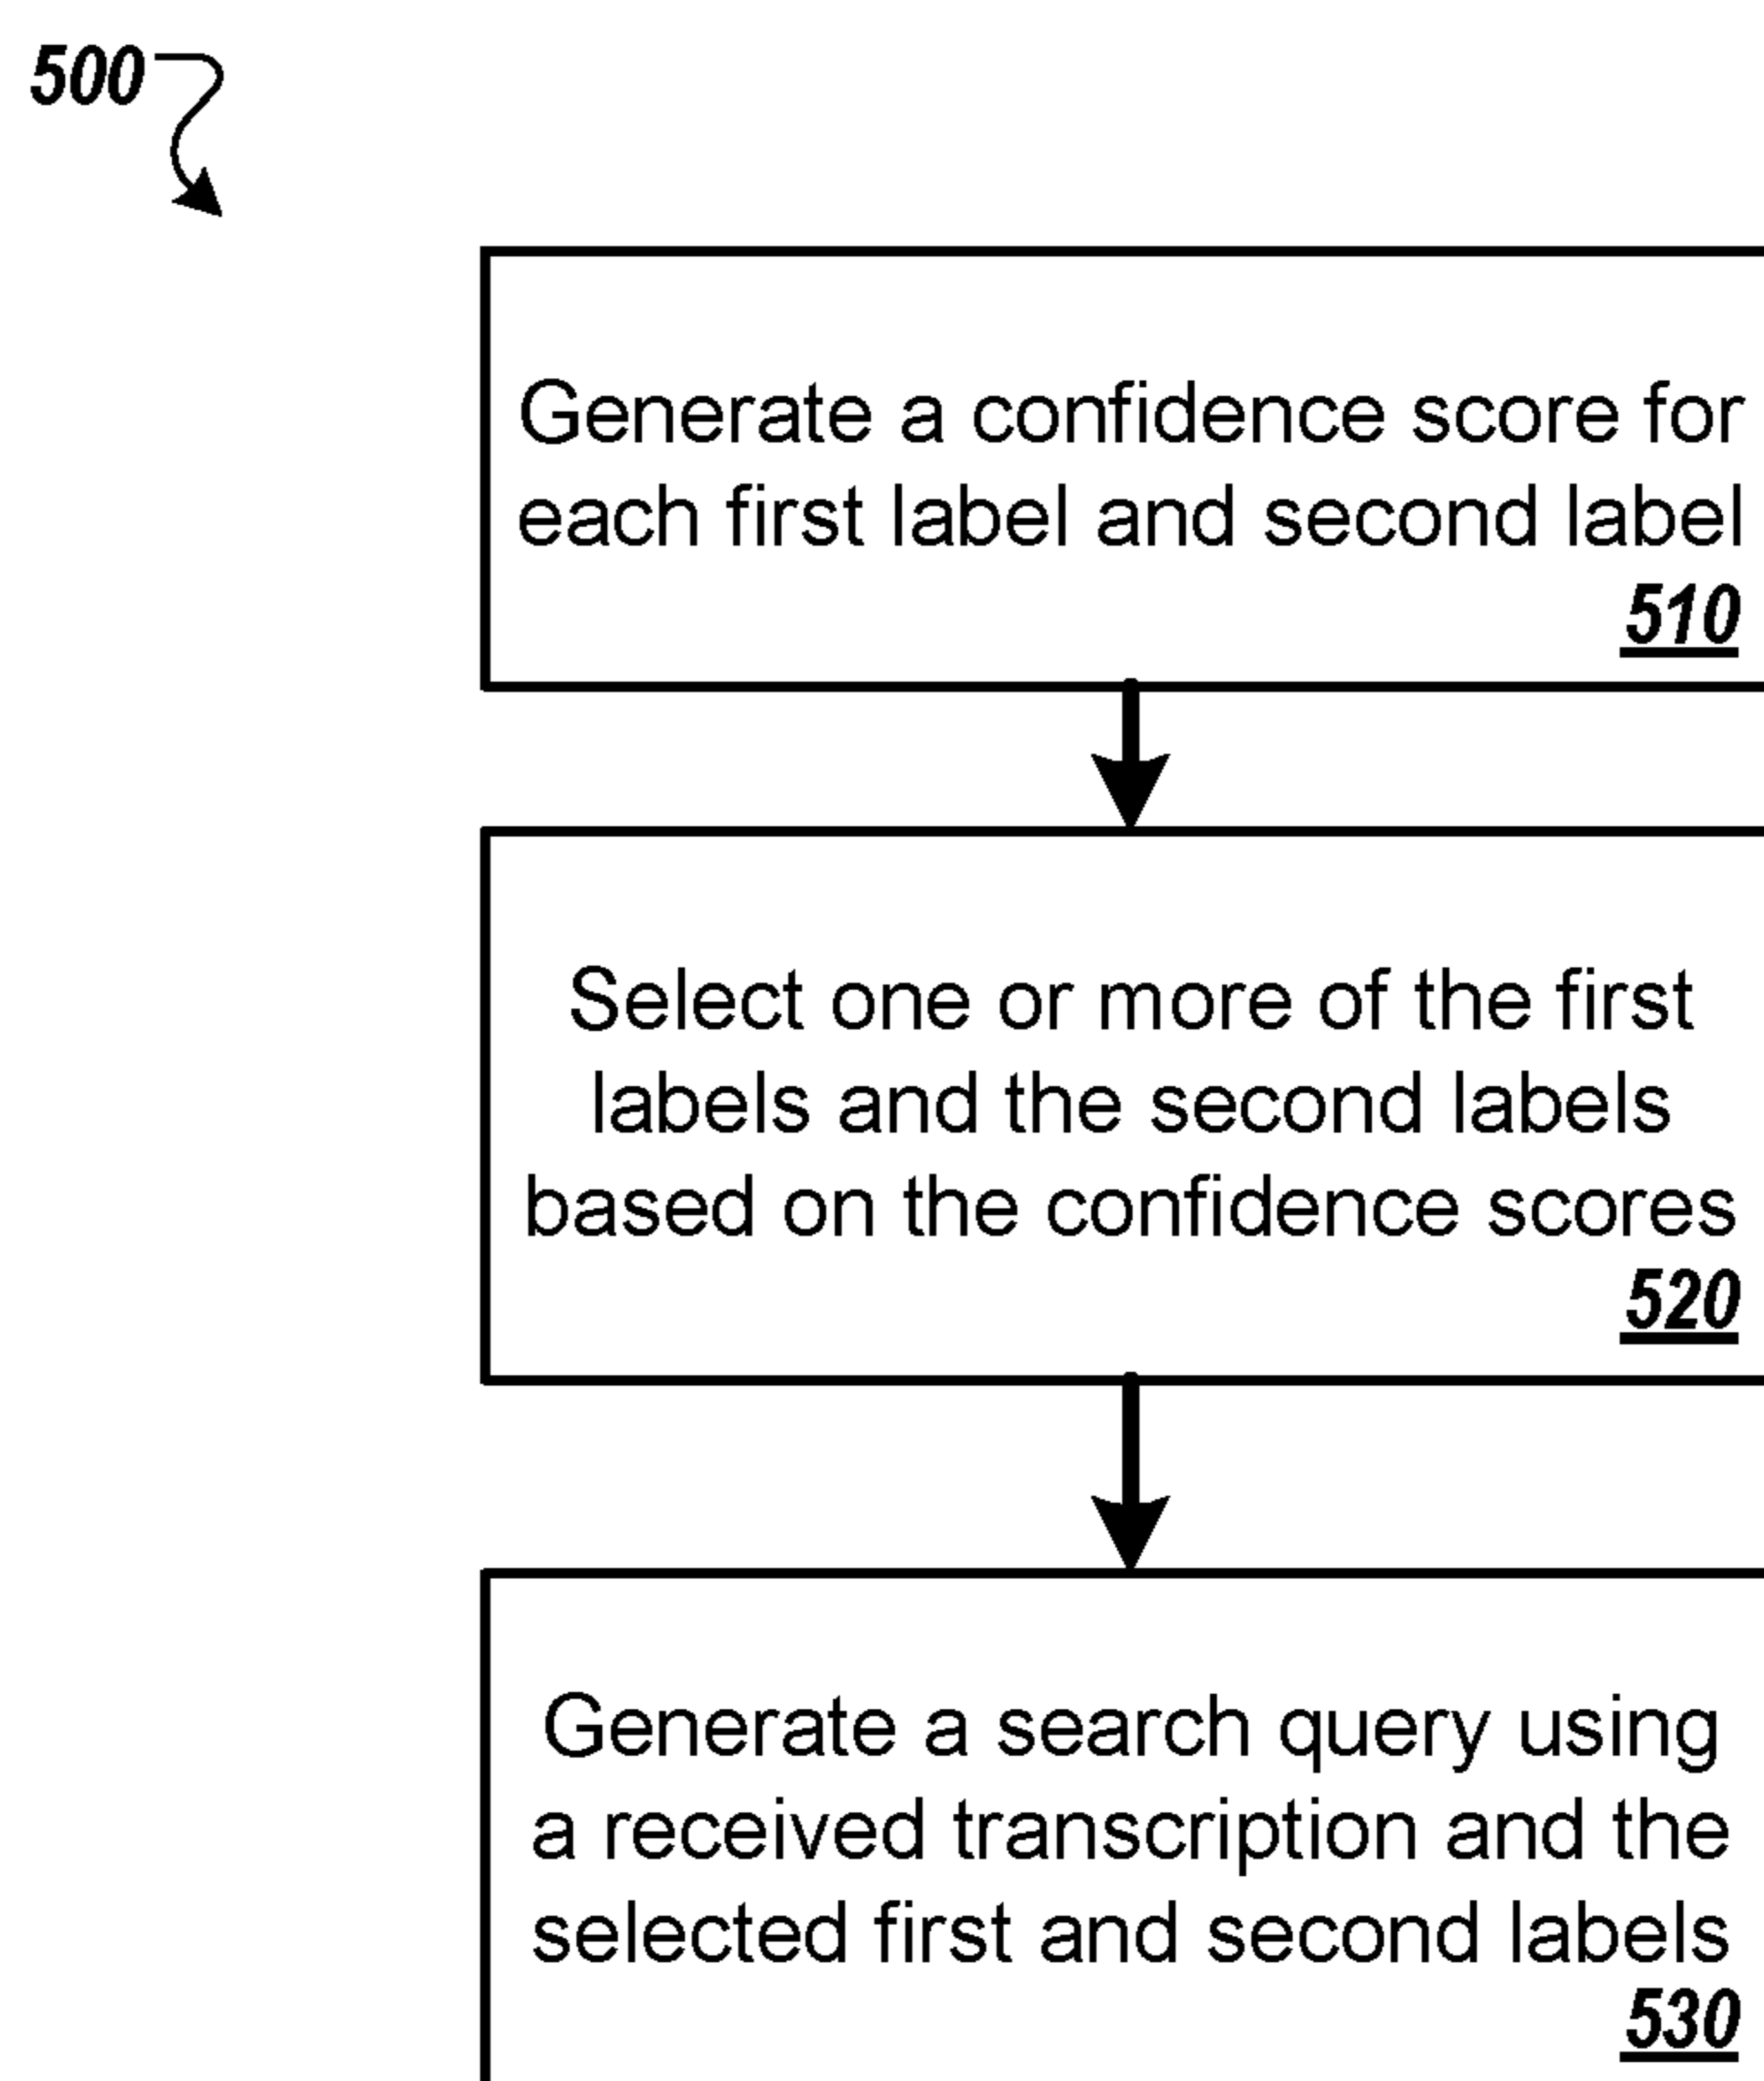 500
Generate a confidence score for
each first label and second label
510
Select one or more of the first
labels and the second labels
based on the confidence scores
520
Generate a search query using
a received transcription and the
selected first and second labels
530